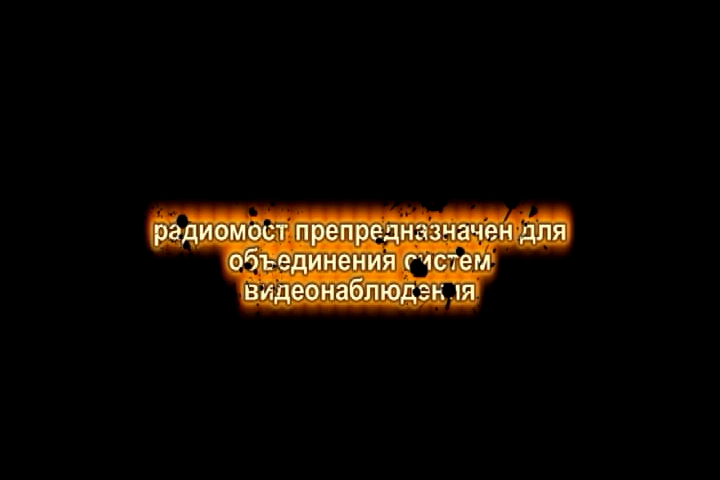 радиомост препредназначен для
объединения систем
видеонаблюдения